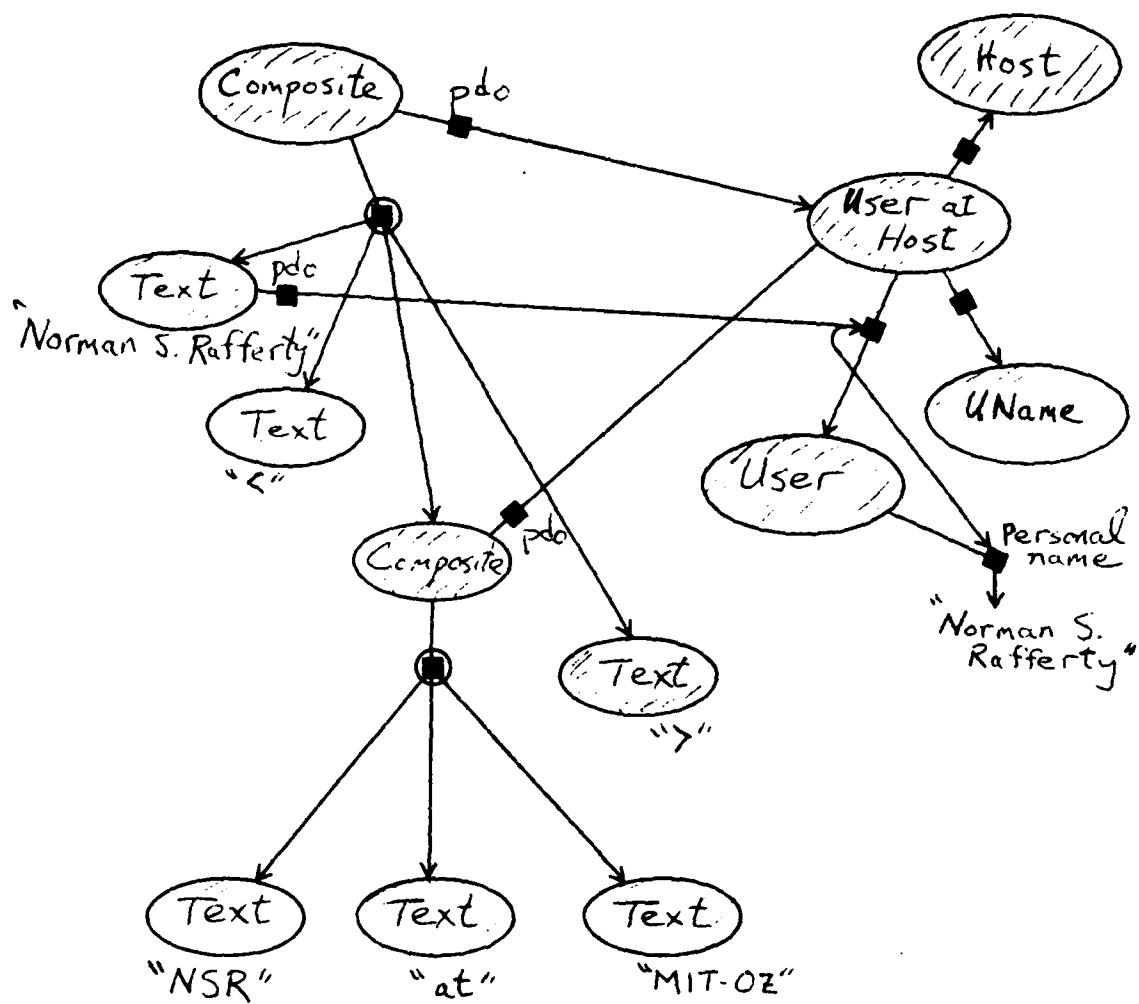 Host
Composite
pdo
User at
Host
pdo
Text
"Norman S. Rafferty"
Text
"<"
UName
User
Composite
pdo
Personal
name
"Norman S.
Rafferty"
Text
">"
Text
Text
Text
"NSR"
"at"
"MIT-OZ"